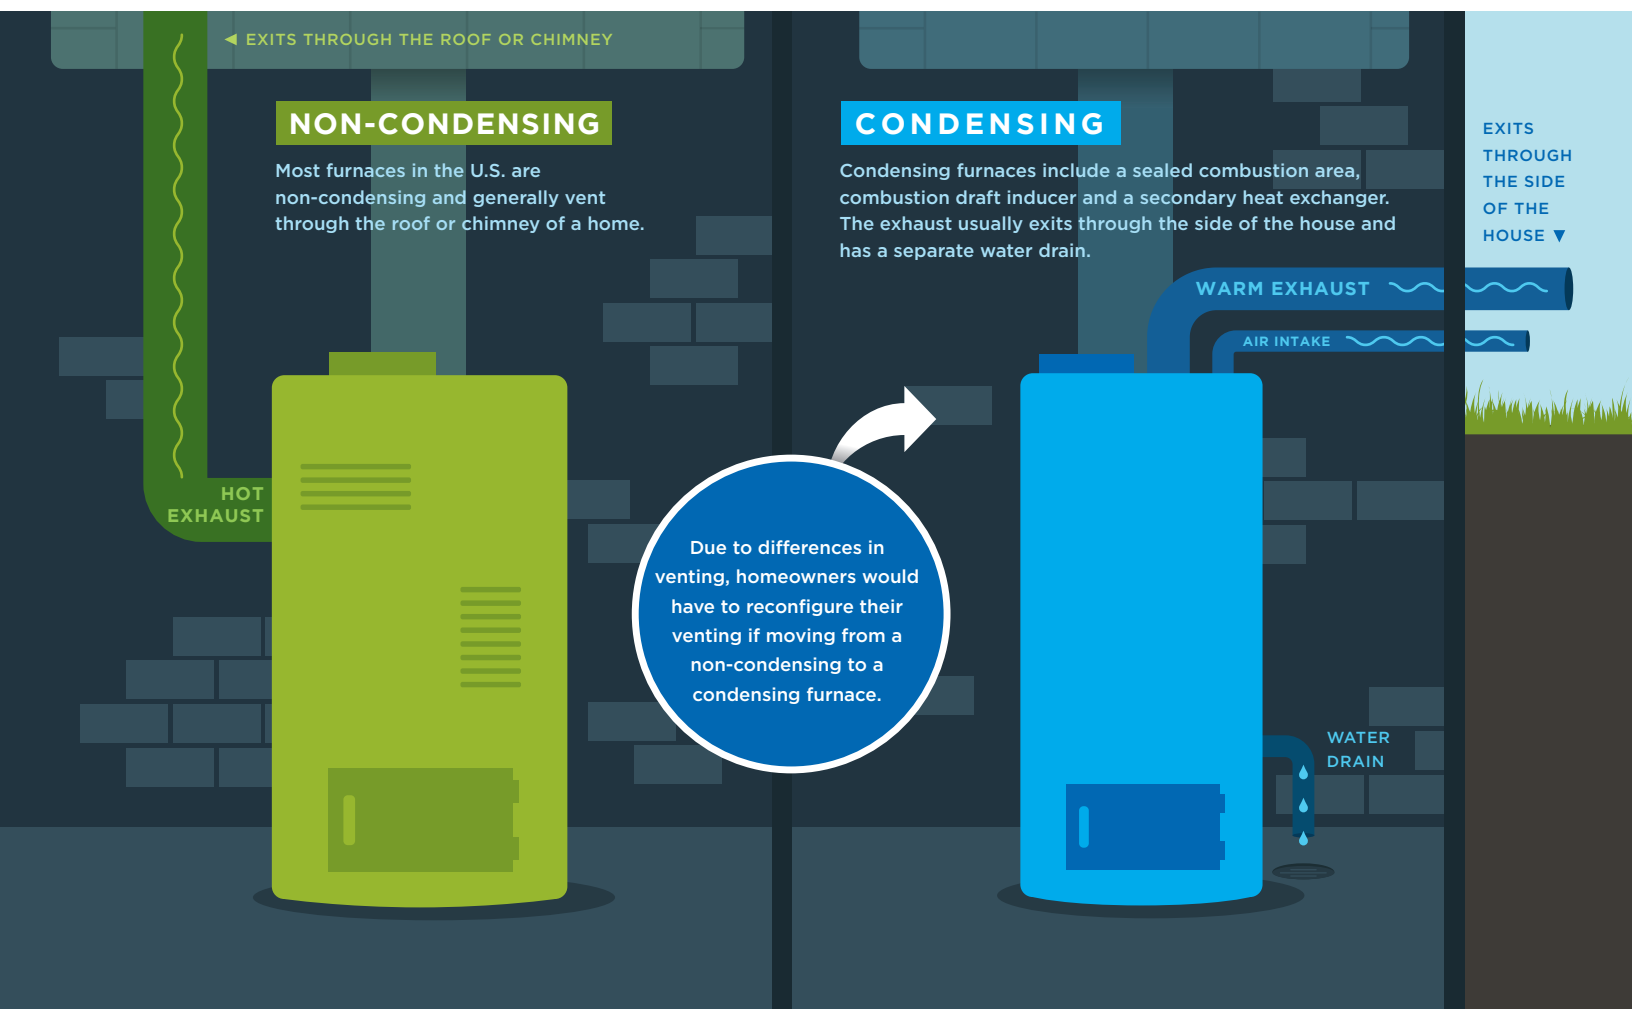 ◀ EXITS THROUGH THE ROOF OR CHIMNEY
NON-CONDENSING
Most furnaces in the U.S. are
non-condensing and generally vent
through the roof or chimney of a home.
HOT
EXHAUST
CONDENSING
Condensing furnaces include a sealed combustion area,
combustion draft inducer and a secondary heat exchanger.
The exhaust usually exits through the side of the house and
has a separate water drain.
EXITS
THROUGH
THE SIDE
OF THE
HOUSE ▼
WARM EXHAUST
AIR INTAKE
Due to differences in
venting, homeowners would
have to reconfigure their
venting if moving from a
non-condensing to a
condensing furnace.
WATER
DRAIN